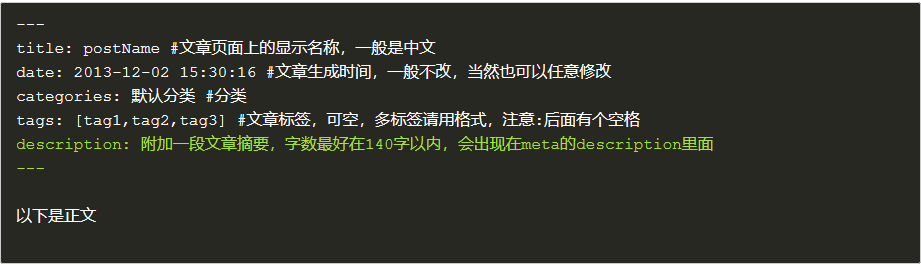 ---
title: postName #文章页面上的显示名称，一般是中文
date: 2013-12-02 15:30:16 #文章生成时间，一般不改，当然也可以任意修改
categories: 默认分类 #分类
tags: [tag1,tag2,tag3] #文章标签，可空，多标签请用格式，注意:后面有个空格
description: 附加一段文章摘要，字数最好在140字以内，会出现在meta的description里面
---
以下是正文